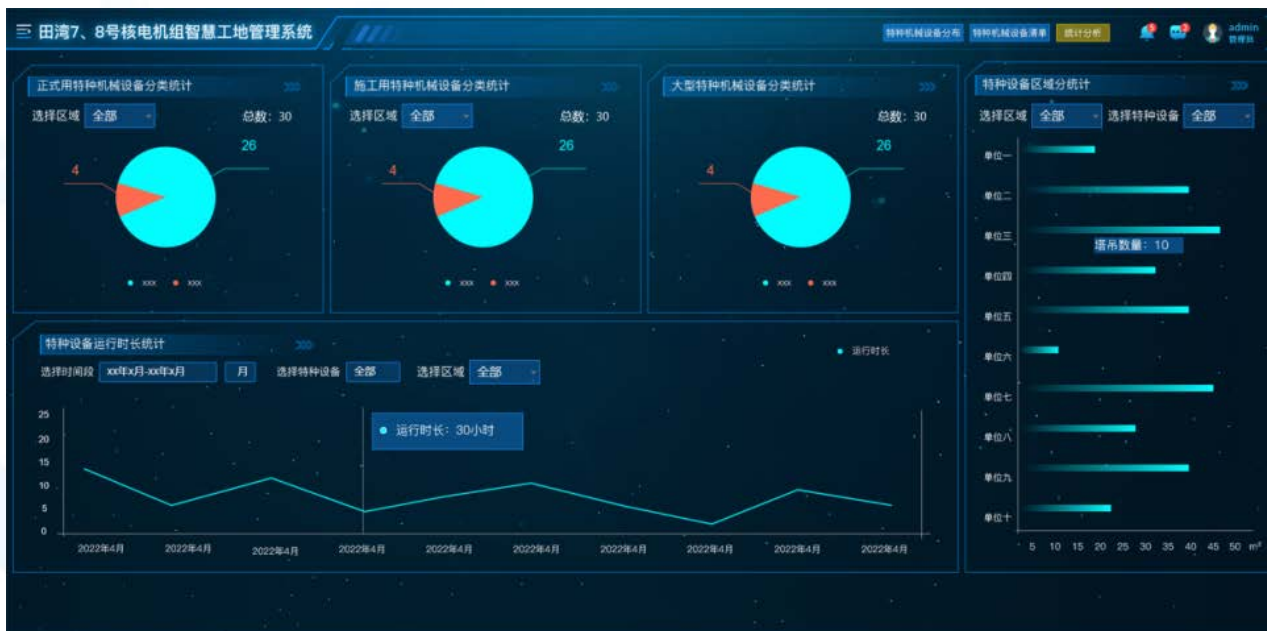 田湾7、8号核电机组智慧工地管理系统
特种机械设备分布 特种机械设备清单 统计分析
admin
管理员
正式用特种机械设备分类统计
选择区域 全部 总数: 30
26
4
xxx xxx
施工用特种机械设备分类统计
选择区域 全部 总数: 30
26
4
xxx xxx
大型特种机械设备分类统计
总数: 30
26
4
xxx xxx
特种设备区域分统计
选择区域 全部 选择特种设备 全部
单位一
单位二
单位三
塔吊数量: 10
单位四
单位五
单位六
单位七
单位八
单位九
单位十
5 10 15 20 25 30 35 40 45 50 m²
特种设备运行时长统计
运行时长
选择时间段 xx年x月-xx年x月 月 选择特种设备 全部 选择区域 全部
25
运行时长: 30小时
20
15
10
5
0
2022年4月 2022年4月 2022年4月 2022年4月 2022年4月 2022年4月 2022年4月 2022年4月 2022年4月 2022年4月